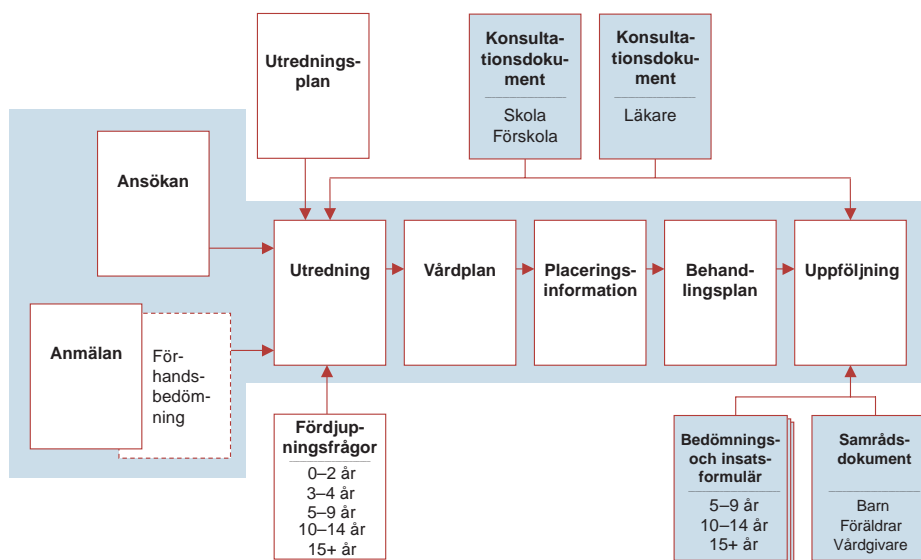 Utrednings-
plan
Konsulta-
tionsdoku-
ment
Skola
Förskola
Konsulta-
tionsdoku-
ment
Läkare
Ansökan
Anmälan
För-
hands-
bedöm-
ning
Utredning
Vårdplan
Placerings-
information
Behand-
lingsplan
Uppföljning
Fördjup-
ningsfrågor
0–2 år
3–4 år
5–9 år
10–14 år
15+ år
Bedömnings-
och insats-
formulär
5–9 år
10–14 år
15+ år
Samråds-
dokument
Barn
Föräldrar
Vårdgivare